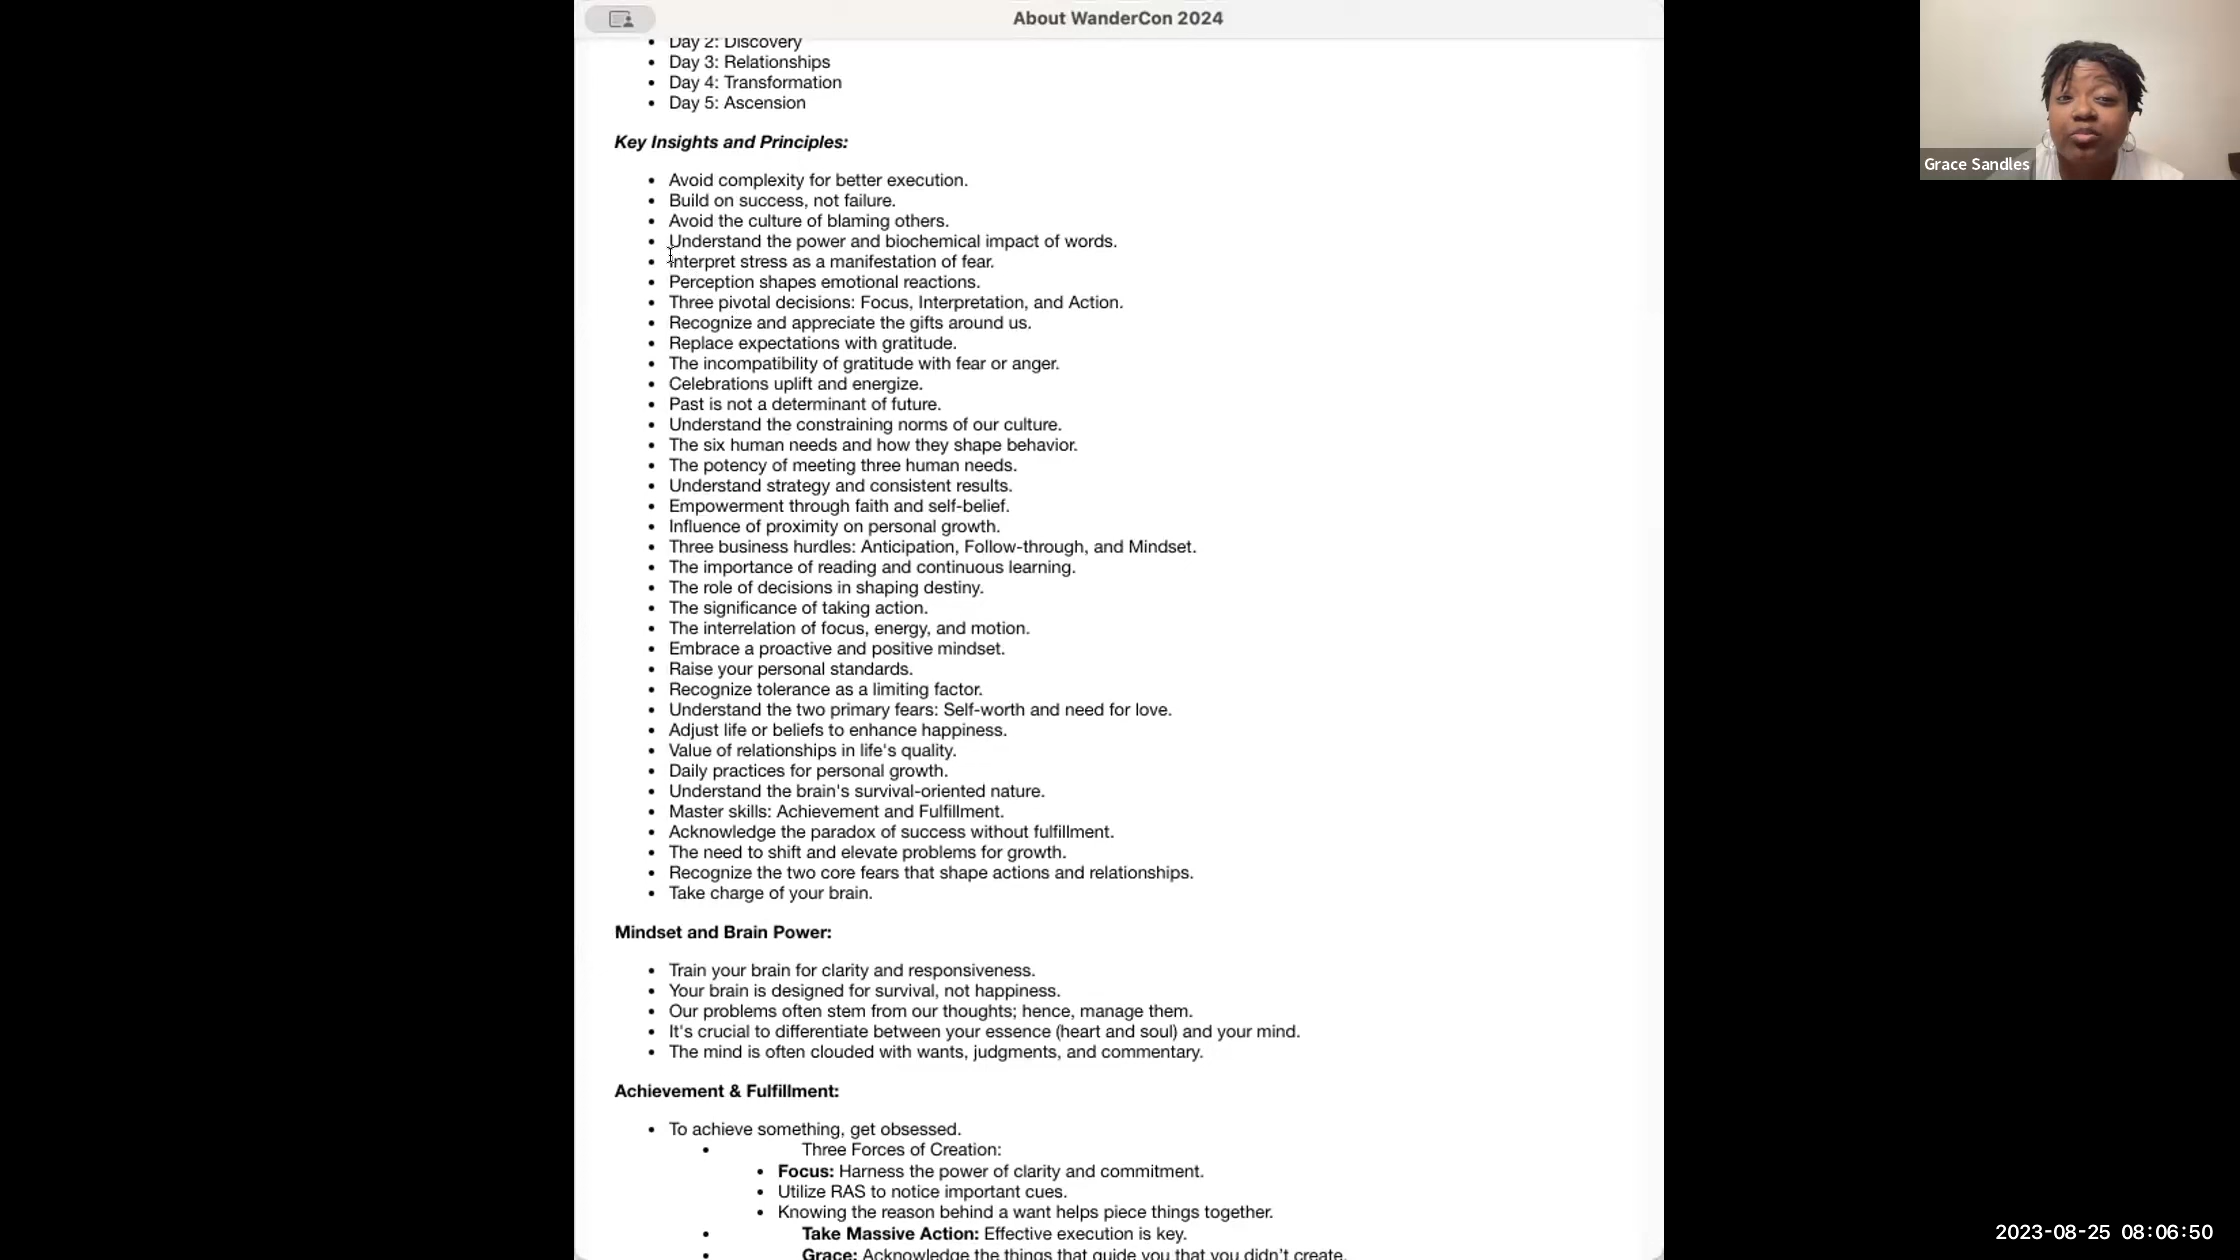 About WanderCon 2024
Day 2: Discovery
Day 3: Relationships
Day 4: Transformation
Day 5: Ascension
Key Insights and Principles:
Grace Sandles
Avoid complexity for better execution.
Build on success, not failure.
Avoid the culture of blaming others.
Understand the power and biochemical impact of words.
Interpret stress as a manifestation of fear.
Perception shapes emotional reactions.
Three pivotal decisions: Focus, Interpretation, and Action.
Recognize and appreciate the gifts around us.
Replace expectations with gratitude.
The incompatibility of gratitude with fear or anger.
Celebrations uplift and energize.
Past is not a determinant of future.
Understand the constraining norms of our culture.
The six human needs and how they shape behavior.
The potency of meeting three human needs.
Understand strategy and consistent results.
Empowerment through faith and self-belief.
Influence of proximity on personal growth.
Three business hurdles: Anticipation, Follow-through, and Mindset.
The importance of reading and continuous learning.
The role of decisions in shaping destiny.
The significance of taking action.
The interrelation of focus, energy, and motion.
Embrace a proactive and positive mindset.
Raise your personal standards.
Recognize tolerance as a limiting factor.
Understand the two primary fears: Self-worth and need for love.
Adjust life or beliefs to enhance happiness.
Value of relationships in life's quality.
Daily practices for personal growth.
Understand the brain's survival-oriented nature.
Master skills: Achievement and Fulfillment.
Acknowledge the paradox of success without fulfillment.
The need to shift and elevate problems for growth.
Recognize the two core fears that shape actions and relationships.
Take charge of your brain.
Mindset and Brain Power:
Train your brain for clarity and responsiveness.
Your brain is designed for survival, not happiness.
Our problems often stem from our thoughts; hence, manage them.
It's crucial to differentiate between your essence (heart and soul) and your mind.
The mind is often clouded with wants, judgments, and commentary.
Achievement & Fulfillment:
To achieve something, get obsessed.
Three Forces of Creation:
Focus: Harness the power of clarity and commitment.
Utilize RAS to notice important cues.
Knowing the reason behind a want helps piece things together.
Take Massive Action: Effective execution is key.
Grace: Acknowledge the things that guide you that you didn't create.
2023-08-25 08:06:50